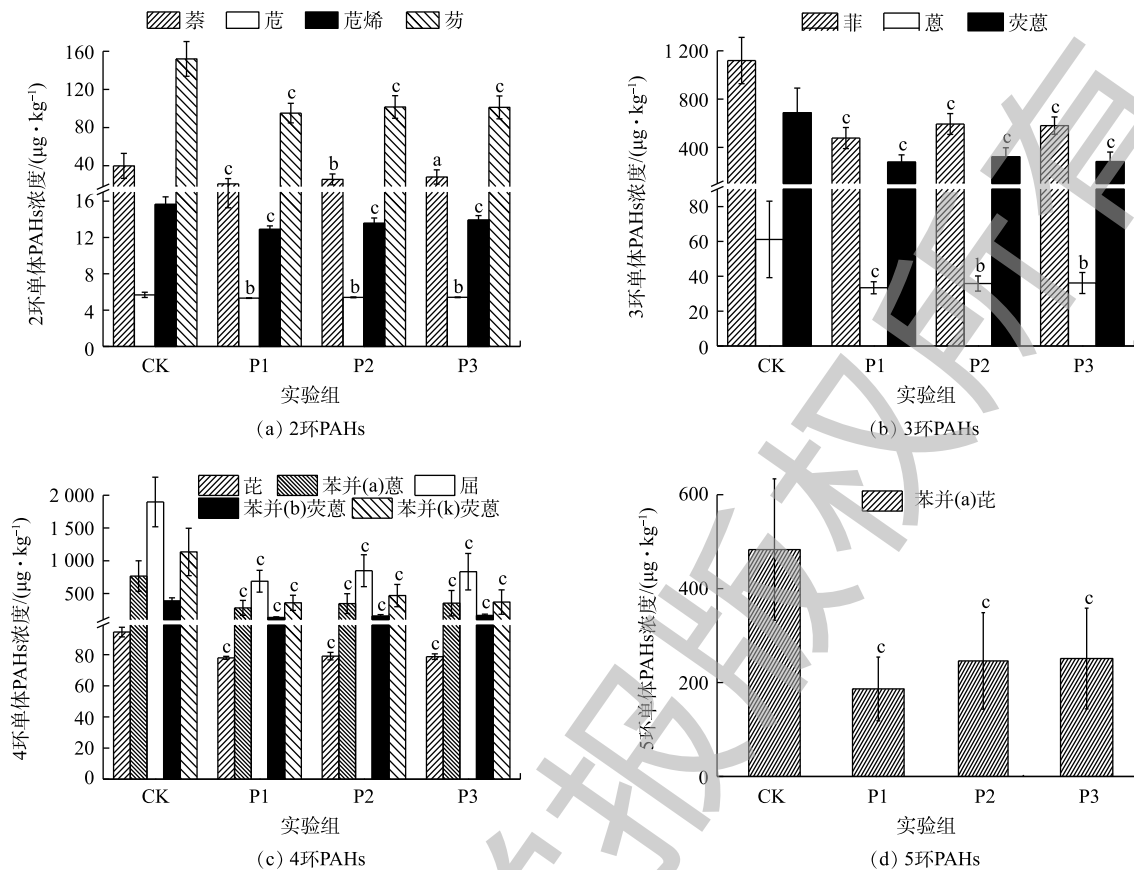 萘 苊 苊烯 芴
160
120
80
40
16
12
8
4
0
2环单体PAHs浓度/(μg·kg⁻¹)
c c c
c b a
c c c
b b b
CK P1 P2 P3
实验组
(a) 2环PAHs
菲 蒽 荧蒽
1 200
800
400
80
60
40
20
0
3环单体PAHs浓度/(μg·kg⁻¹)
c c c
c c c
c b b
CK P1 P2 P3
实验组
(b) 3环PAHs
芘 苯并(a)蒽 屈
苯并(b)荧蒽 苯并(k)荧蒽
2 000
1 500
1 000
500
80
60
40
20
0
4环单体PAHs浓度/(μg·kg⁻¹)
c c c c c
c c c c c
c c c c c
CK P1 P2 P3
实验组
(c) 4环PAHs
苯并(a)芘
600
400
200
0
5环单体PAHs浓度/(μg·kg⁻¹)
c c c
CK P1 P2 P3
实验组
(d) 5环PAHs
报版权所有